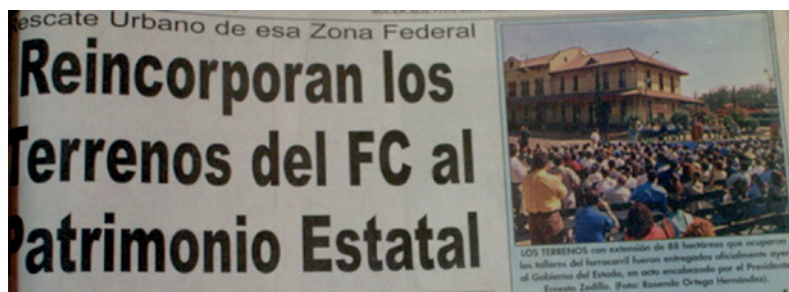 Rescate Urbano de esa Zona Federal
Reincorporan los
Terrenos del FC al
Patrimonio Estatal
LOS TERRENOS con extensión de 88 hectáreas que ocuparon
los talleres del ferrocarril fueron entregados oficialmente ayer
al Gobierno del Estado, en acto encabezado por el Presidente
Ernesto Zedillo. (Foto: Rosendo Ortega Hernández).